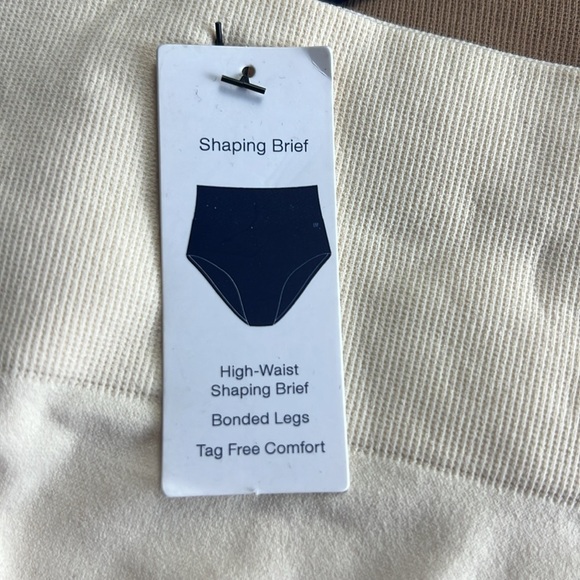 Shaping Brief
High-Waist
Shaping Brief
Bonded Legs
Tag Free Comfort